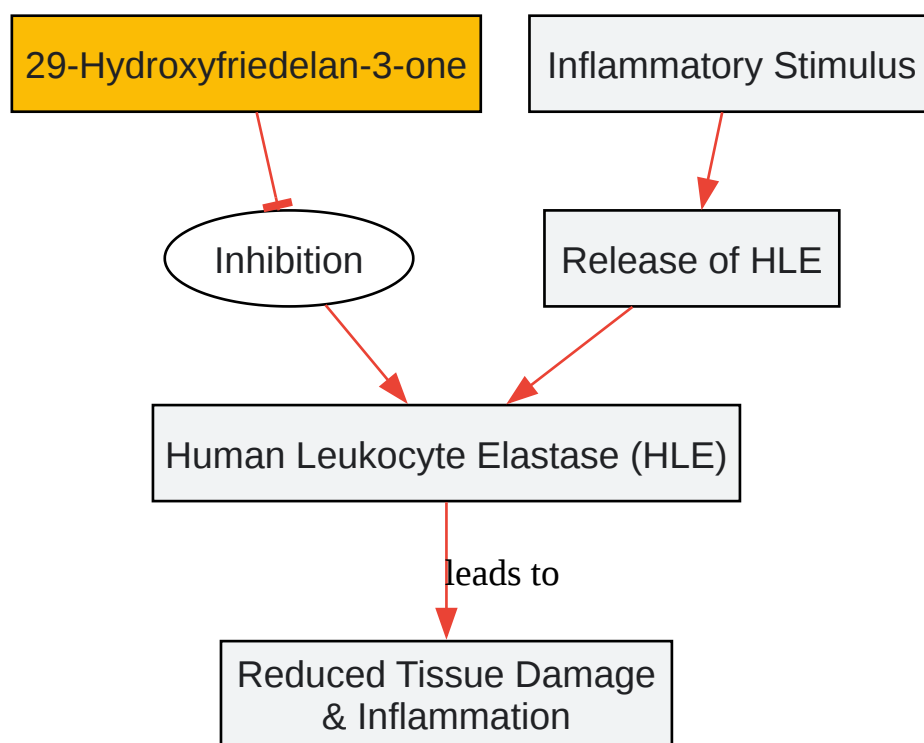 29-Hydroxyfriedelan-3-one
Inflammatory Stimulus
Inhibition
Release of HLE
Human Leukocyte Elastase (HLE)
leads to
Reduced Tissue Damage
& Inflammation